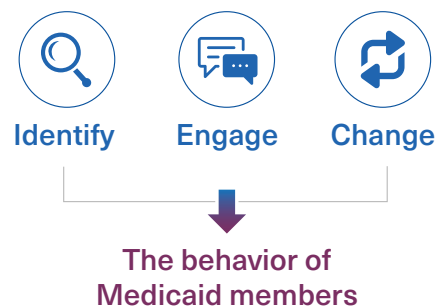 Identify Engage Change
The behavior of
Medicaid members